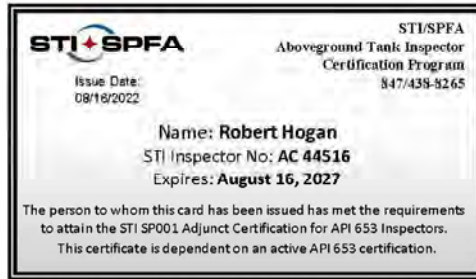 STI SPFA
STI/SPFA
Aboveground Tank Inspector
Certification Program
847/438-8265
Issue Date:
08/16/2022
Name: Robert Hogan
STI Inspector No: AC 44516
Expires: August 16, 2027
The person to whom this card has been issued has met the requirements
to attain the STI SP001 Adjunct Certification for API 653 Inspectors.
This certificate is dependent on an active API 653 certification.